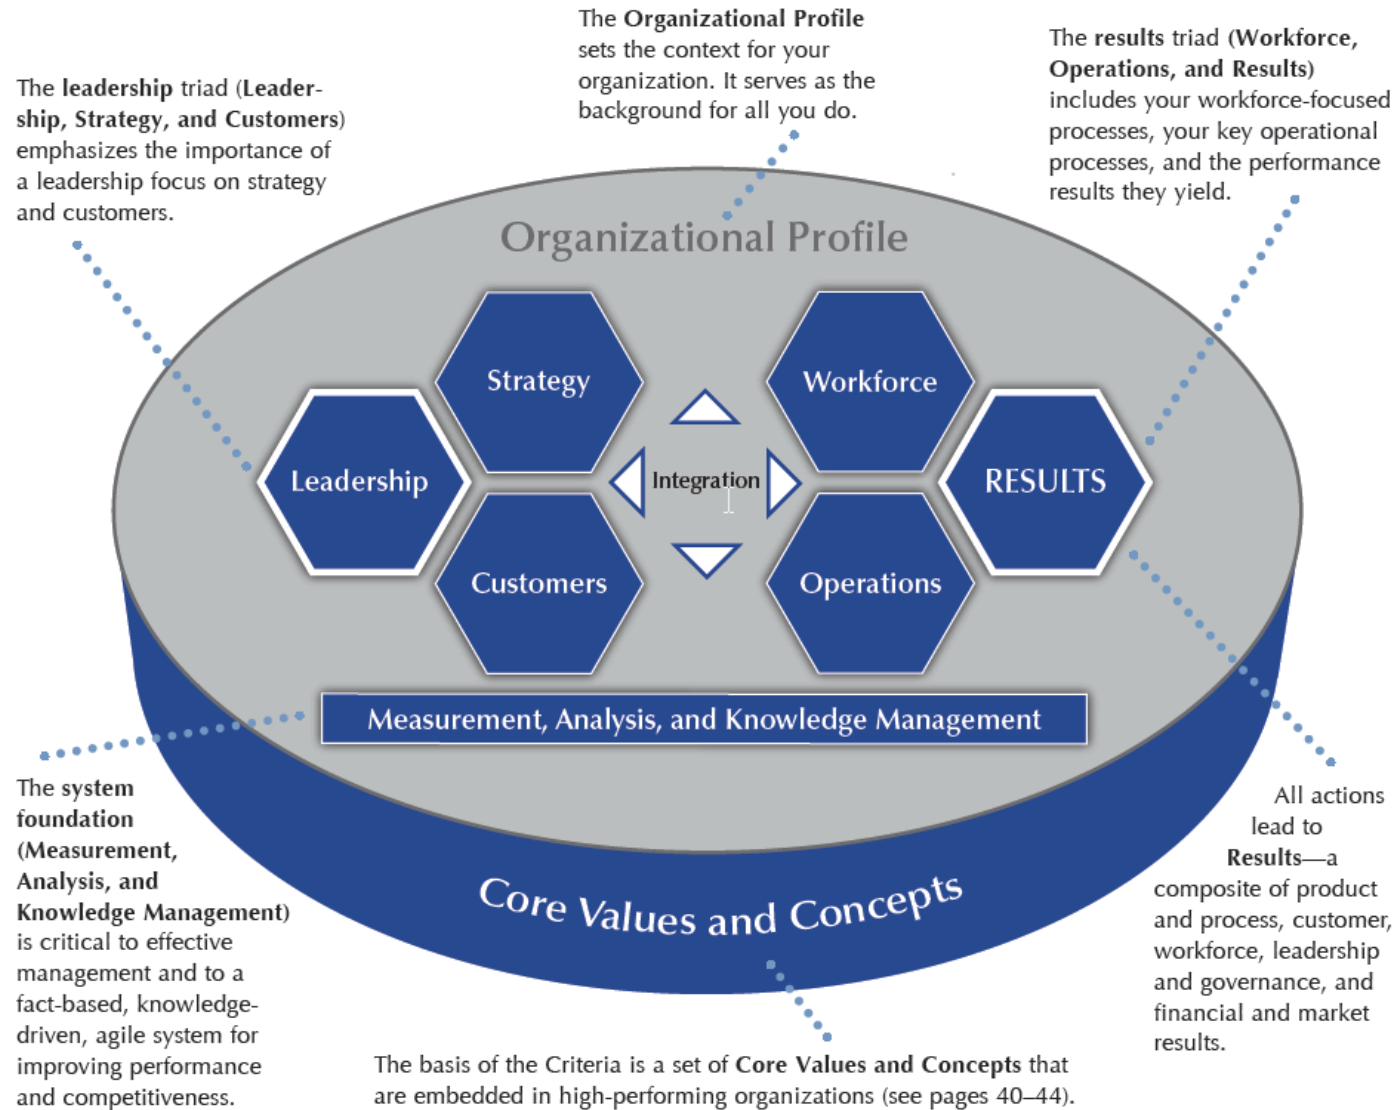 The Organizational Profile
sets the context for your
organization. It serves as the
background for all you do.
The results triad (Workforce,
Operations, and Results)
includes your workforce-focused
processes, your key operational
processes, and the performance
results they yield.
The leadership triad (Leader-
ship, Strategy, and Customers)
emphasizes the importance of
a leadership focus on strategy
and customers.
Organizational Profile
Strategy
Workforce
Leadership
Integration
RESULTS
Customers
Operations
Measurement, Analysis, and Knowledge Management
Core Values and Concepts
The system
foundation
(Measurement,
Analysis, and
Knowledge Management)
is critical to effective
management and to a
fact-based, knowledge-
driven, agile system for
improving performance
and competitiveness.
All actions
lead to
Results—a
composite of product
and process, customer,
workforce, leadership
and governance, and
financial and market
results.
The basis of the Criteria is a set of Core Values and Concepts that
are embedded in high-performing organizations (see pages 40–44).